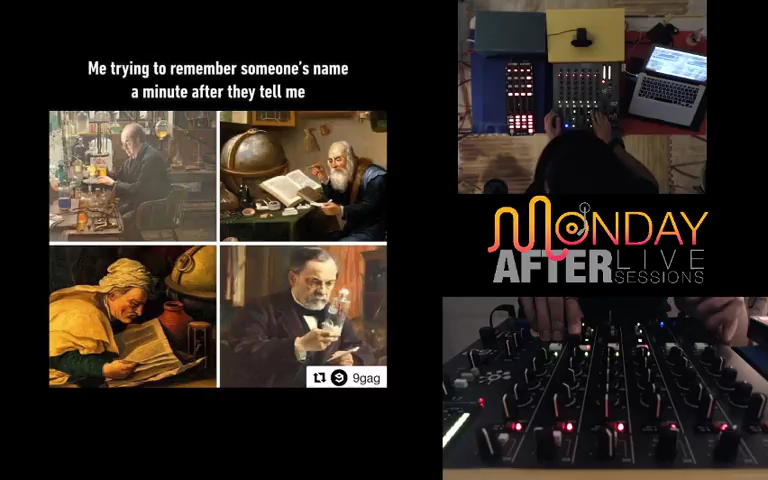 Me trying to remember someone's name
a minute after they tell me
9gag
MONDAY
AFTER LIVE
SESSIONS